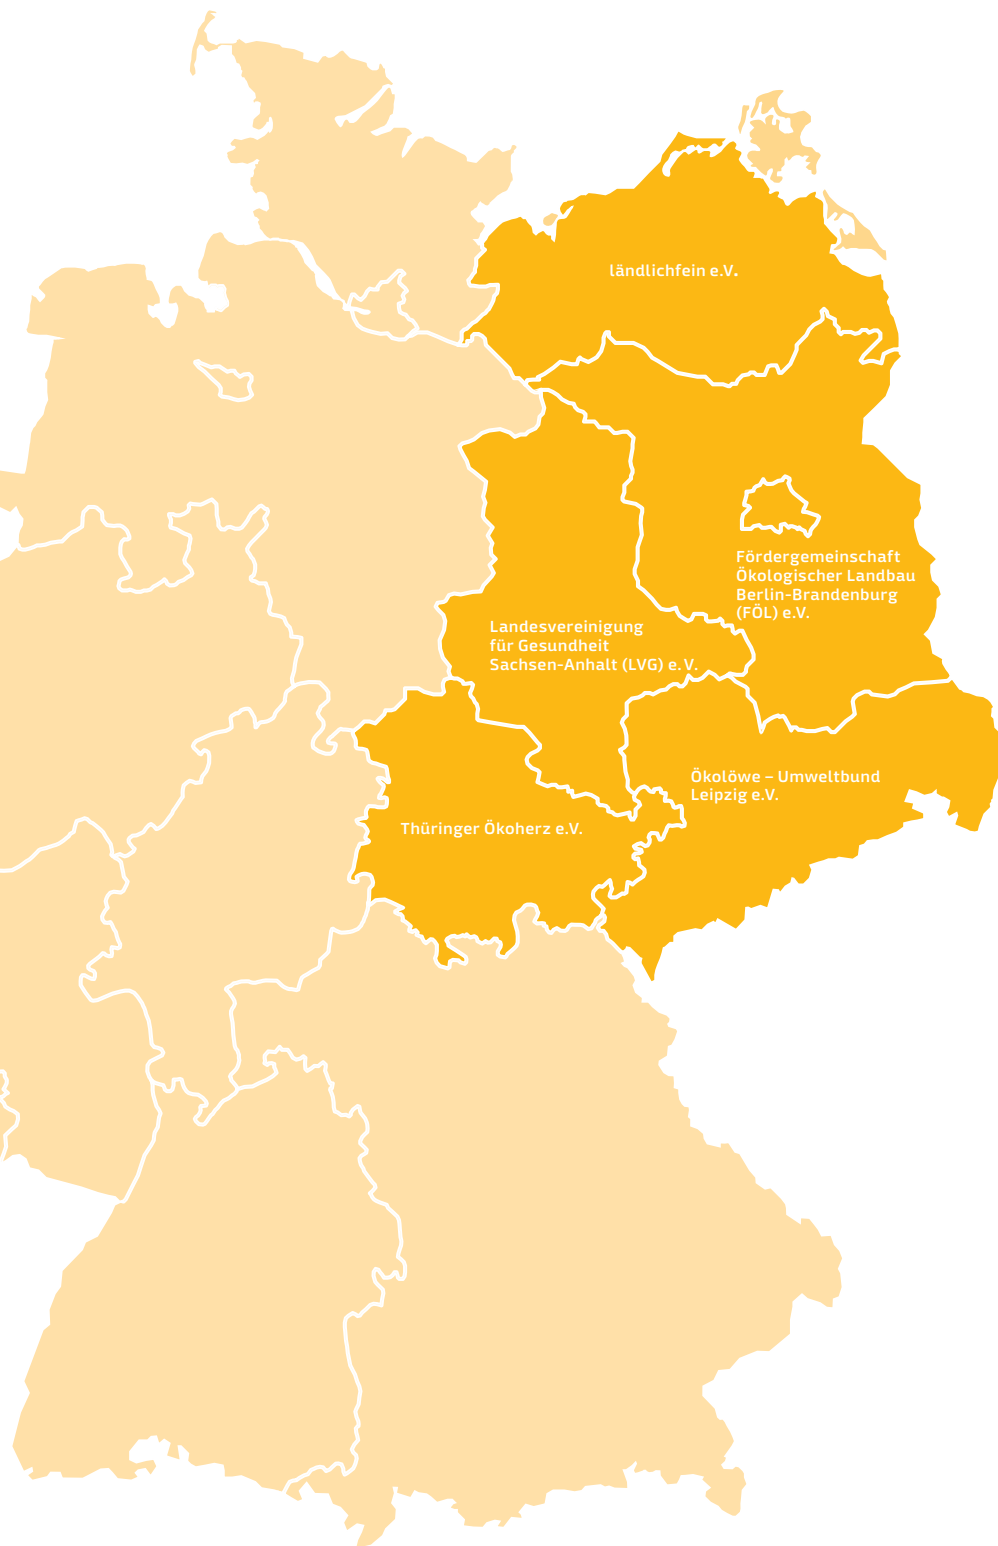 ländlichfein e.V.
Fördergemeinschaft
Ökologischer Landbau
Berlin-Brandenburg
(FÖL) e.V.
Landesvereinigung
für Gesundheit
Sachsen-Anhalt (LVG) e. V.
Ökolöwe – Umweltbund
Leipzig e.V.
Thüringer Ökoherz e.V.